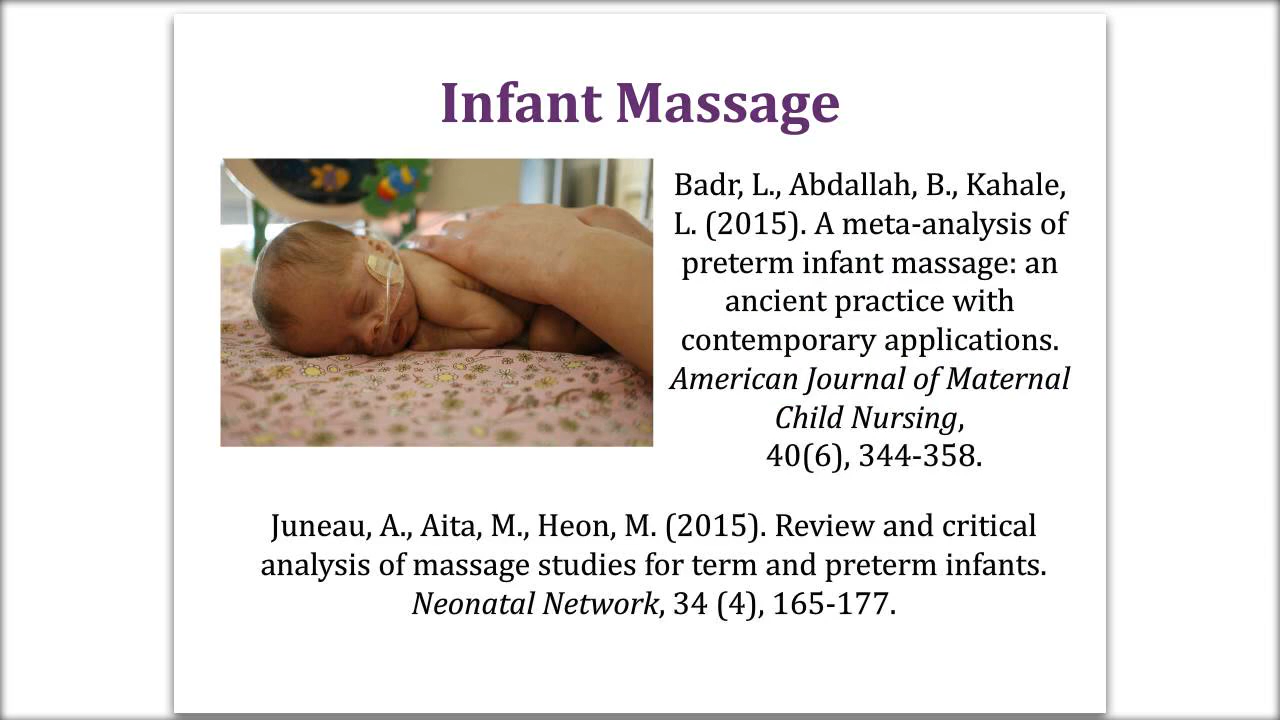 Infant Massage
Badr, L., Abdallah, B., Kahale,
L. (2015). A meta-analysis of
preterm infant massage: an
ancient practice with
contemporary applications.
American Journal of Maternal
Child Nursing,
40(6), 344-358.
Juneau, A., Aita, M., Heon, M. (2015). Review and critical
analysis of massage studies for term and preterm infants.
Neonatal Network, 34 (4), 165-177.